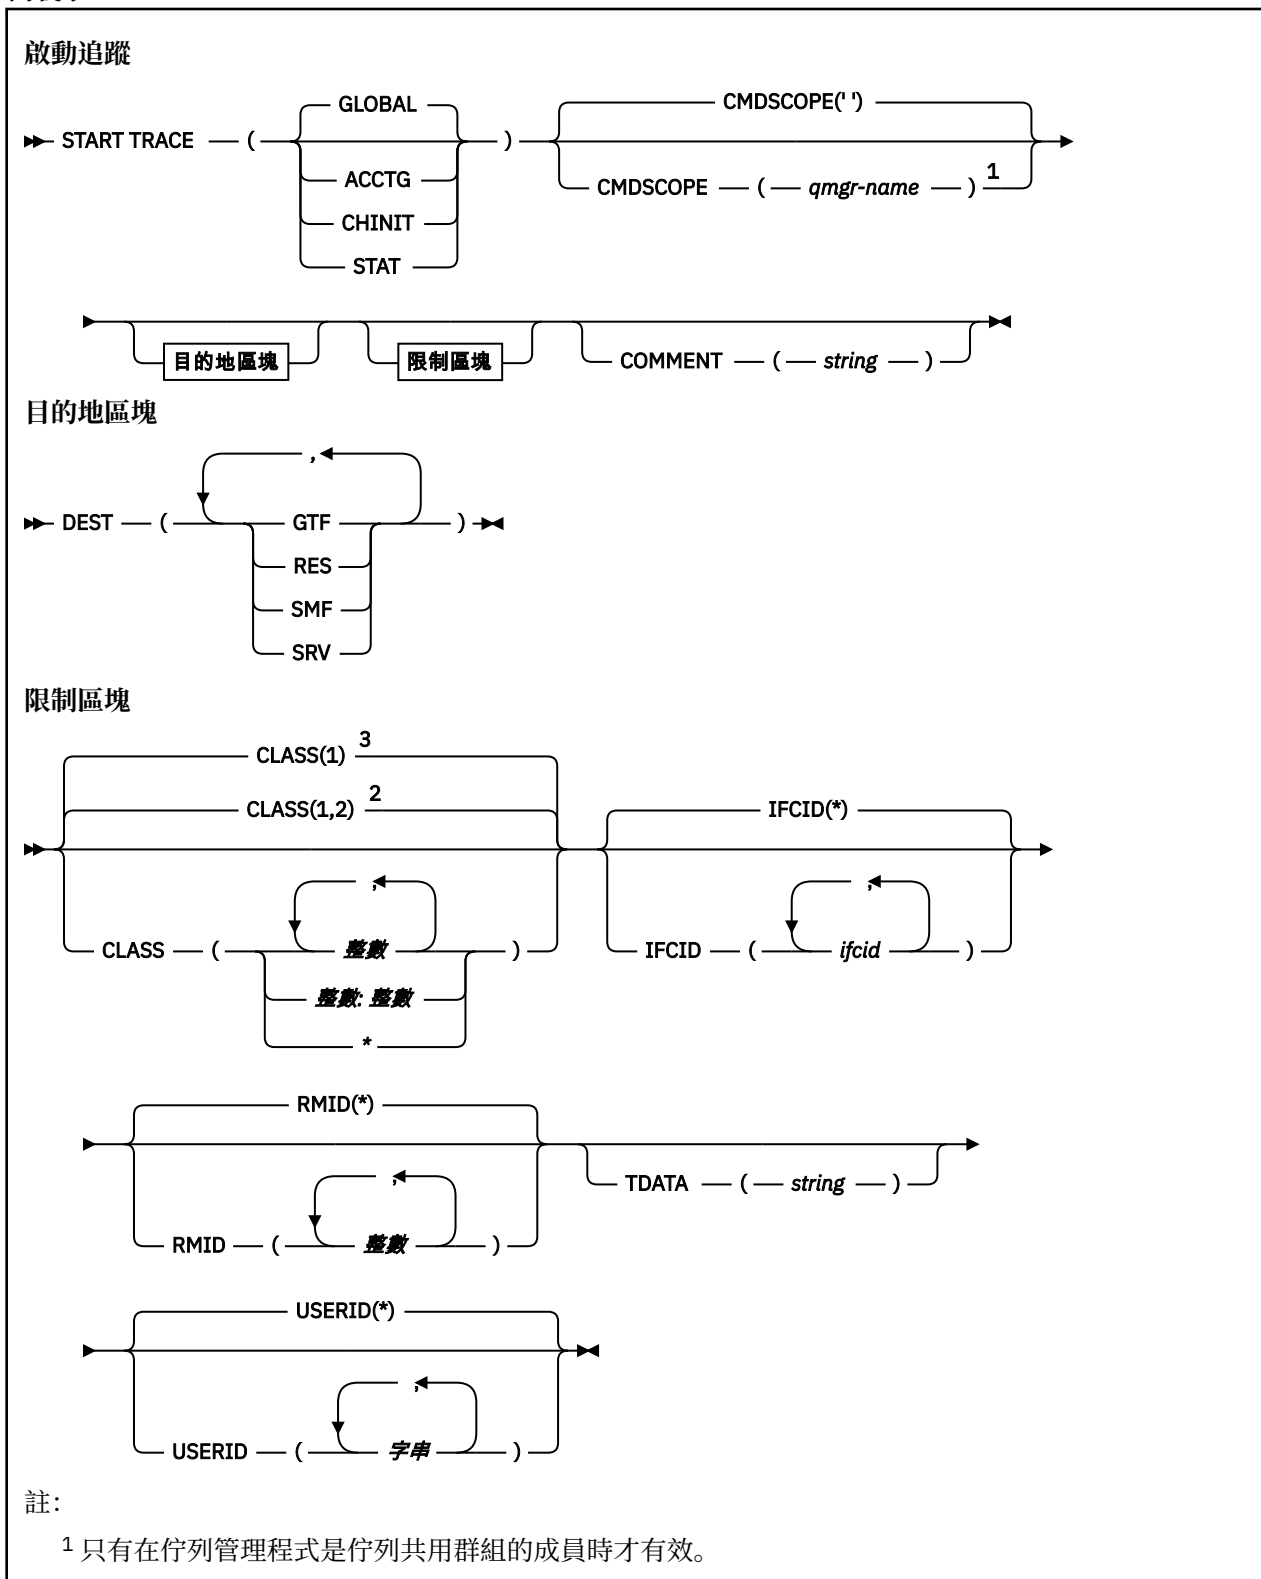 啟動追蹤
GLOBAL
CMDSCOPE(' ')
START TRACE ( )
ACCTG
CMDSCOPE ( qmgr-name ) 1
CHINIT
STAT
目的地區塊 限制區塊 COMMENT ( string )
目的地區塊
,
DEST ( GTF )
RES
SMF
SRV
限制區塊
CLASS(1) 3
CLASS(1,2) 2
IFCID(*)
, ,
CLASS ( 整數 ) IFCID ( ifcid )
整數: 整數
*
RMID(*)
,
TDATA ( string )
RMID ( 整數 )
USERID(*)
,
USERID ( 字串 )
註:
1 只有在佇列管理程式是佇列共用群組的成員時才有效。